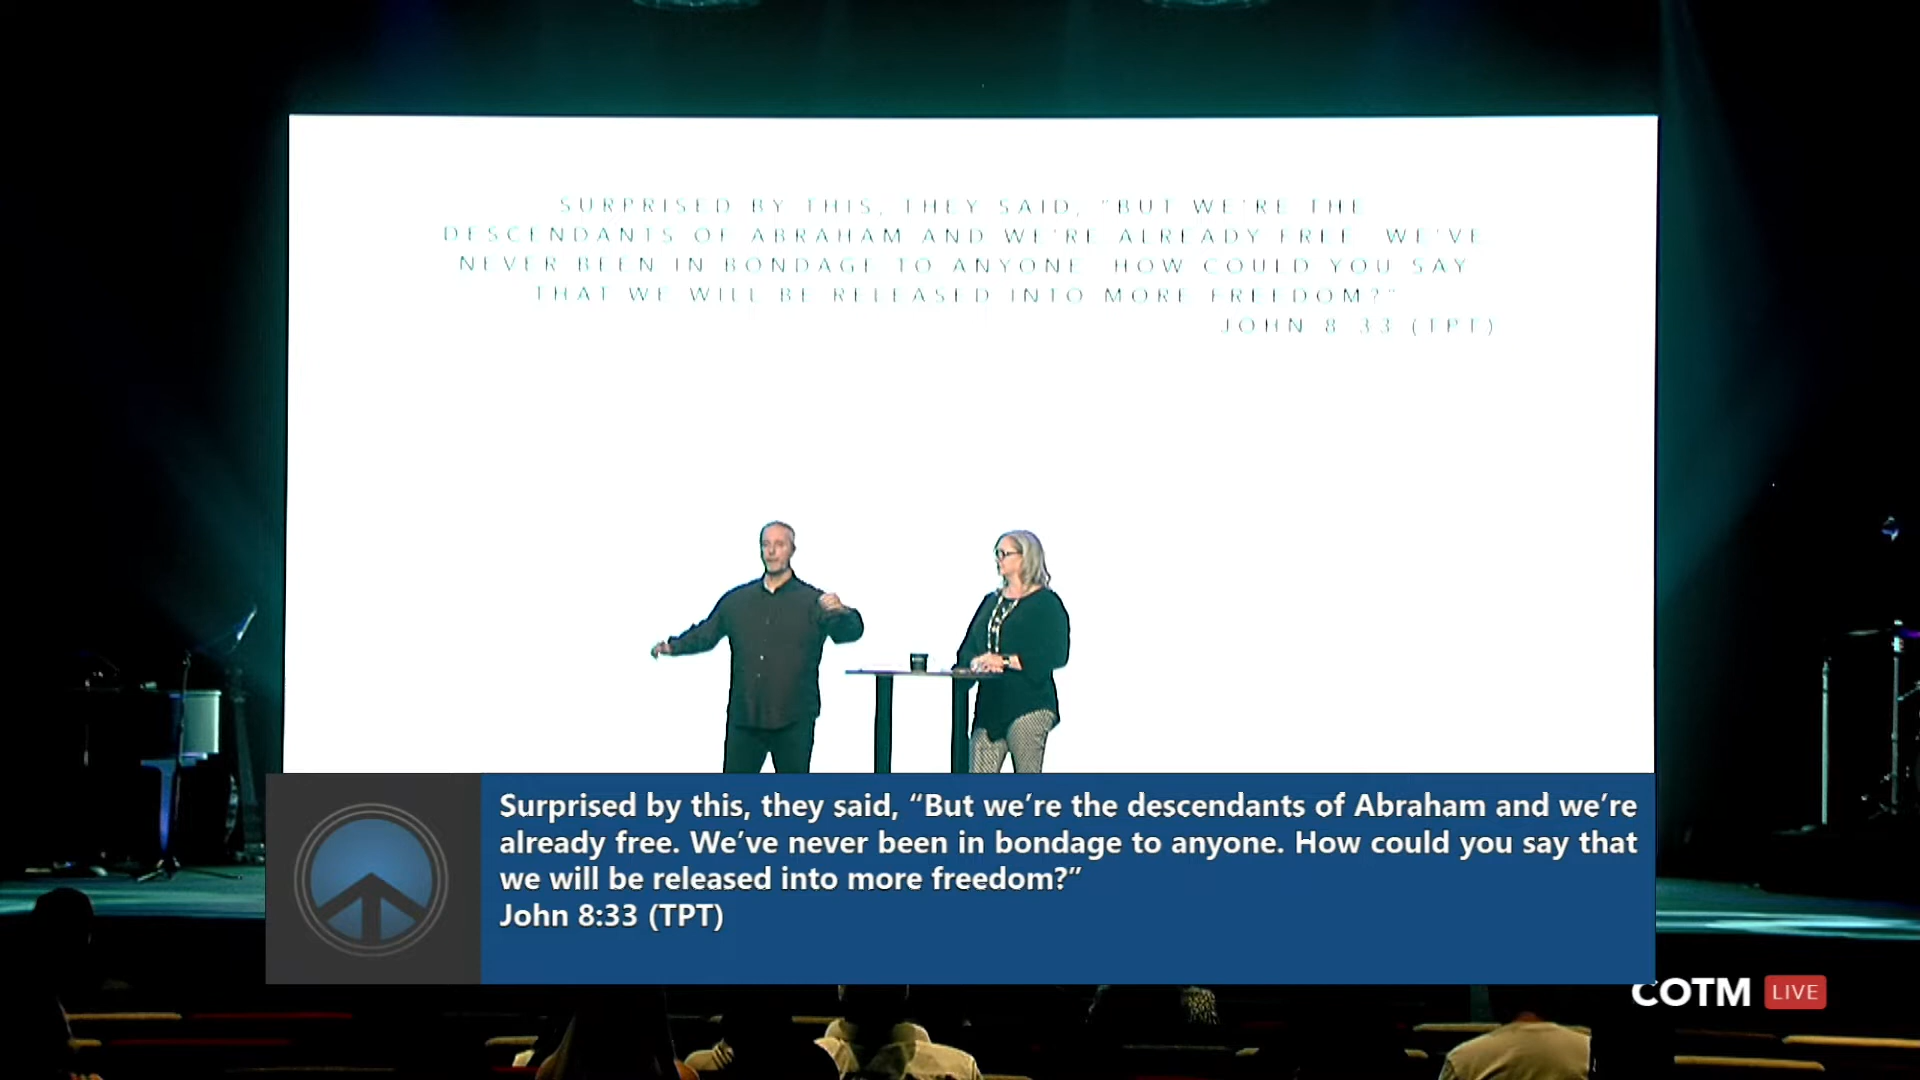 SURPRISED BY THIS, THEY SAID, "BUT WE'RE THE
DESCENDANTS OF ABRAHAM AND WE'RE ALREADY FREE. WE'VE
NEVER BEEN IN BONDAGE TO ANYONE. HOW COULD YOU SAY
THAT WE WILL BE RELEASED INTO MORE FREEDOM?"
JOHN 8:33 (TPT)
Surprised by this, they said, “But we’re the descendants of Abraham and we’re
already free. We’ve never been in bondage to anyone. How could you say that
we will be released into more freedom?”
John 8:33 (TPT)
COTM LIVE